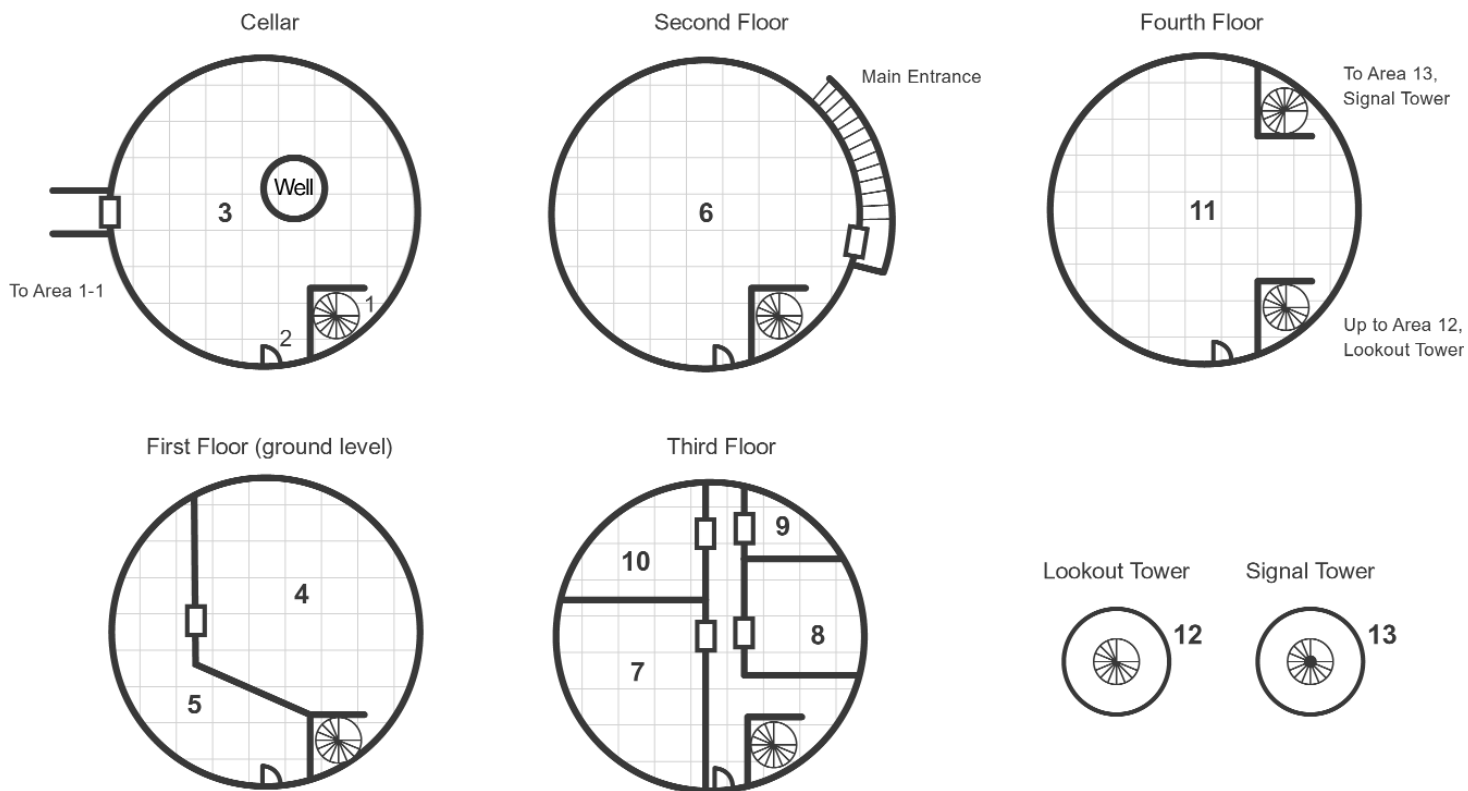 Cellar
Well
3
To Area 1-1
1
2
Second Floor
Main Entrance
6
Fourth Floor
To Area 13,
Signal Tower
11
Up to Area 12,
Lookout Tower
First Floor (ground level)
4
5
Third Floor
9
10
8
7
Lookout Tower
12
Signal Tower
13